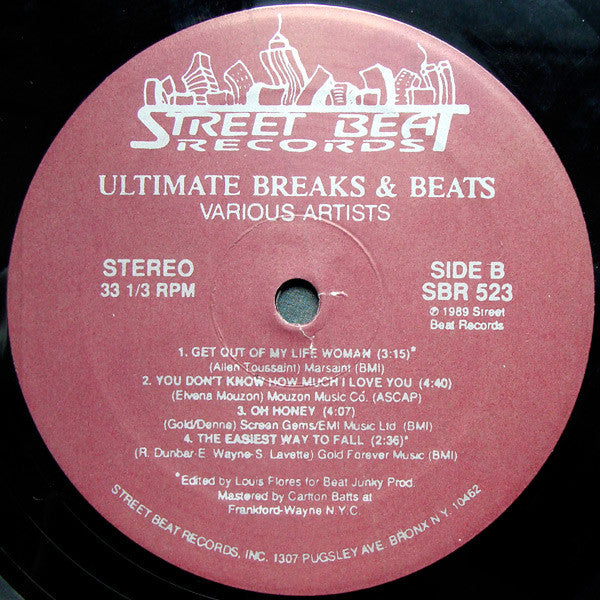 STREET BEAT
RECORDS
ULTIMATE BREAKS & BEATS
VARIOUS ARTISTS
STEREO
33 1/3 RPM
SIDE B
SBR 523
℗ 1989 Street
Beat Records
1. GET OUT OF MY LIFE WOMAN (3:15)*
(Allen Toussaint) Marsaint (BMI)
2. YOU DON'T KNOW HOW MUCH I LOVE YOU (4:40)
(Elvena Mouzon) Mouzon Music Co. (ASCAP)
3. OH HONEY (4:07)
(Gold/Denne) Screen Gems/EMI Music Ltd (BMI)
4. THE EASIEST WAY TO FALL (2:36)*
(R. Dunbar-E. Wayne-S. Lavette) Gold Forever Music (BMI)
*Edited by Louis Flores for Beat Junky Prod.
Mastered by Carlton Batts at
Frankford-Wayne N.Y.C.
STREET BEAT RECORDS, INC. 1307 PUGSLEY AVE. BRONX N.Y. 10462